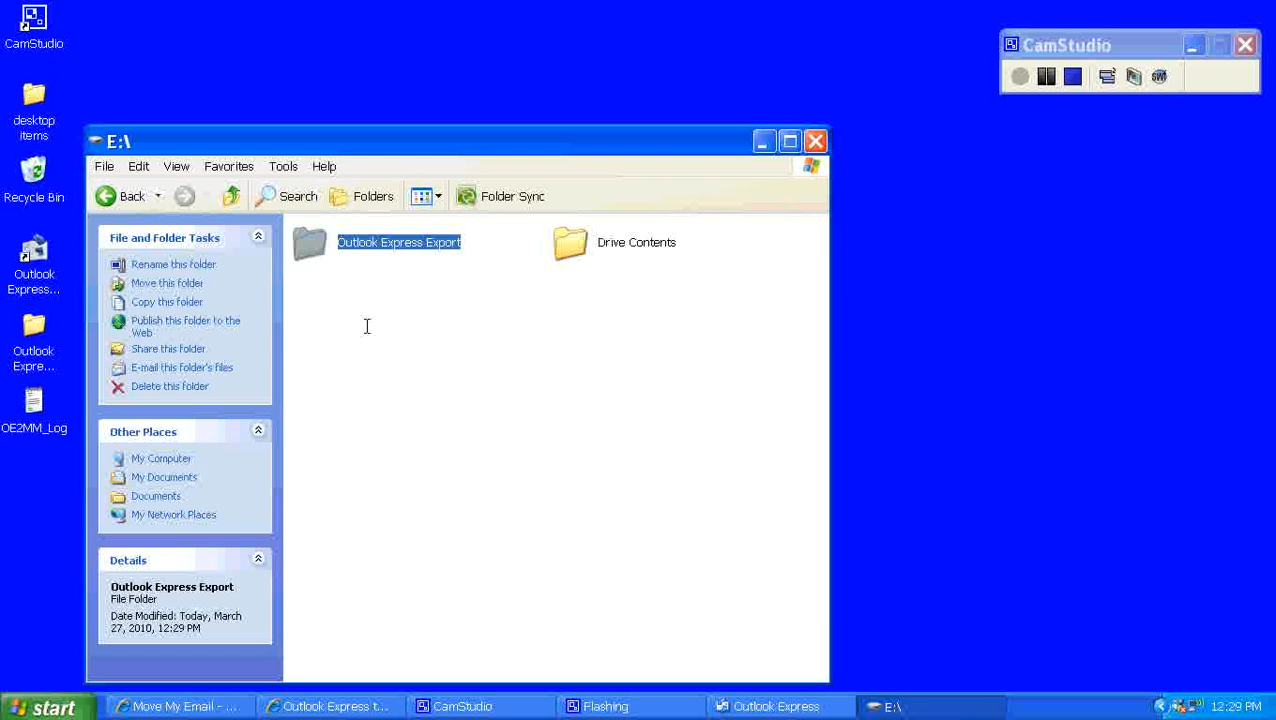 CamStudio
desktop
items
Recycle Bin
Outlook
Express...
Outlook
Expre...
OE2MM_Log
CamStudio
E:\
File Edit View Favorites Tools Help
Back Search Folders Folder Sync
File and Folder Tasks
Rename this folder
Move this folder
Copy this folder
Publish this folder to the
Web
Share this folder
E-mail this folder's files
Delete this folder
Other Places
My Computer
My Documents
Documents
My Network Places
Details
Outlook Express Export
File Folder
Date Modified: Today, March
27, 2010, 12:29 PM
Outlook Express Export
Drive Contents
start
Move My Email - ...
Outlook Express t...
CamStudio
Flashing
Outlook Express
E:\
12:29 PM